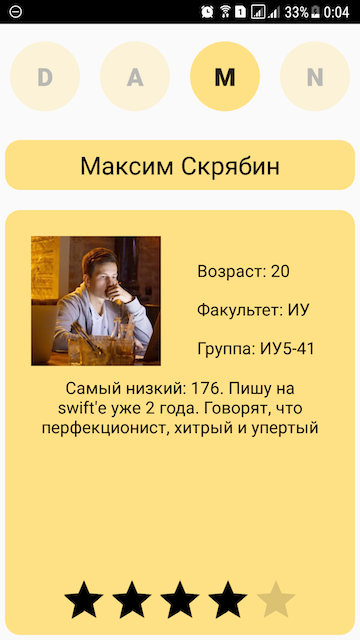 33% 0:04
D A M N
Максим Скрябин
Возраст: 20
Факультет: ИУ
Группа: ИУ5-41
Самый низкий: 176. Пишу на
swift'е уже 2 года. Говорят, что
перфекционист, хитрый и упертый